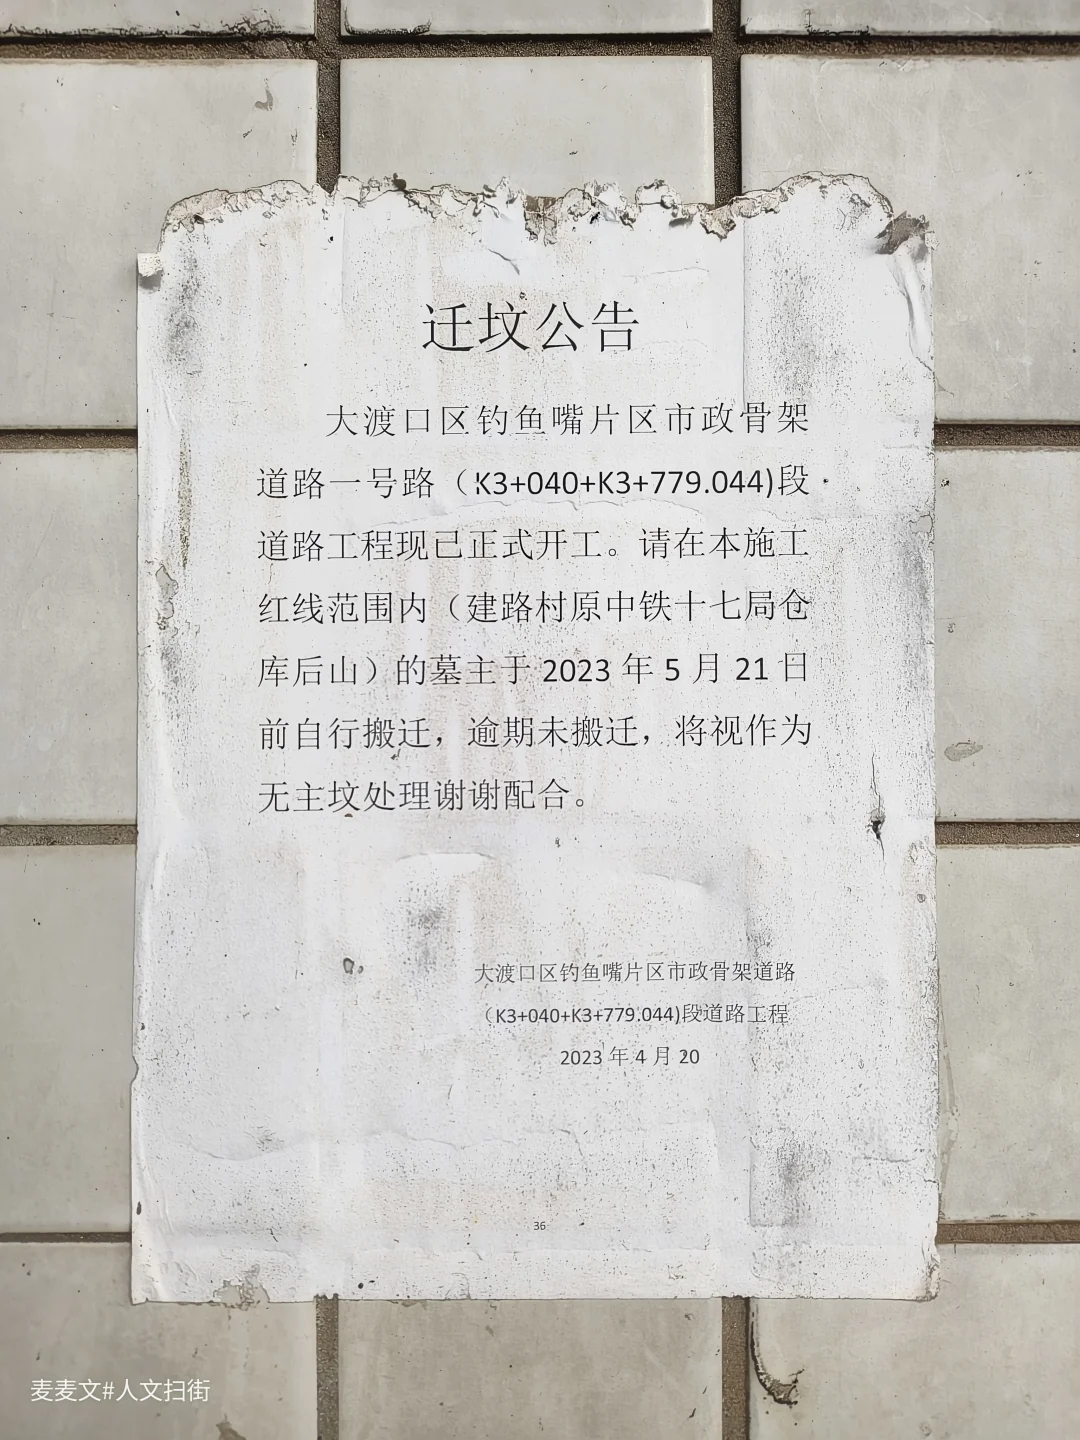 迁坟公告
大渡口区钓鱼嘴片区市政骨架
道路一号路（K3+040+K3+779.044)段
道路工程现已正式开工。请在本施工
红线范围内（建路村原中铁十七局仓
库后山）的墓主于 2023 年 5 月 21 日
前自行搬迁，逾期未搬迁，将视作为
无主坟处理谢谢配合。
大渡口区钓鱼嘴片区市政骨架道路
（K3+040+K3+779.044)段道路工程
2023 年 4 月 20
36
麦麦文#人文扫街